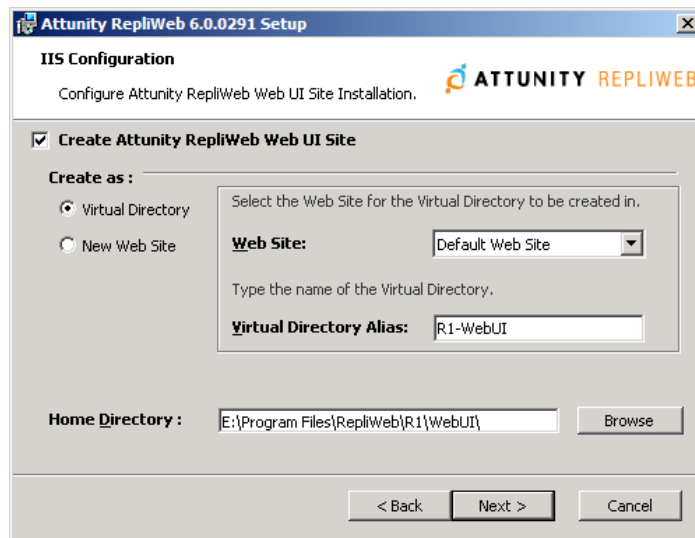 Attunity RepliWeb 6.0.0291 Setup
IIS Configuration
Configure Attunity RepliWeb Web UI Site Installation.
ATTUNITY REPLIWEB
Create Attunity RepliWeb Web UI Site
Create as :
Virtual Directory
New Web Site
Select the Web Site for the Virtual Directory to be created in.
Web Site: Default Web Site
Type the name of the Virtual Directory.
Virtual Directory Alias: R1-WebUI
Home Directory : E:\Program Files\RepliWeb\R1\WebUI\ Browse
< Back Next > Cancel